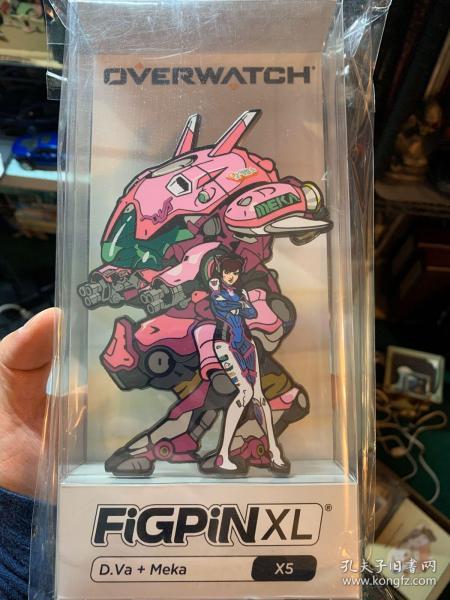 OVERWATCH
MEKA
FiGPiN XL®
D.Va + Meka X5
孔夫子旧书网
www.kongfz.com